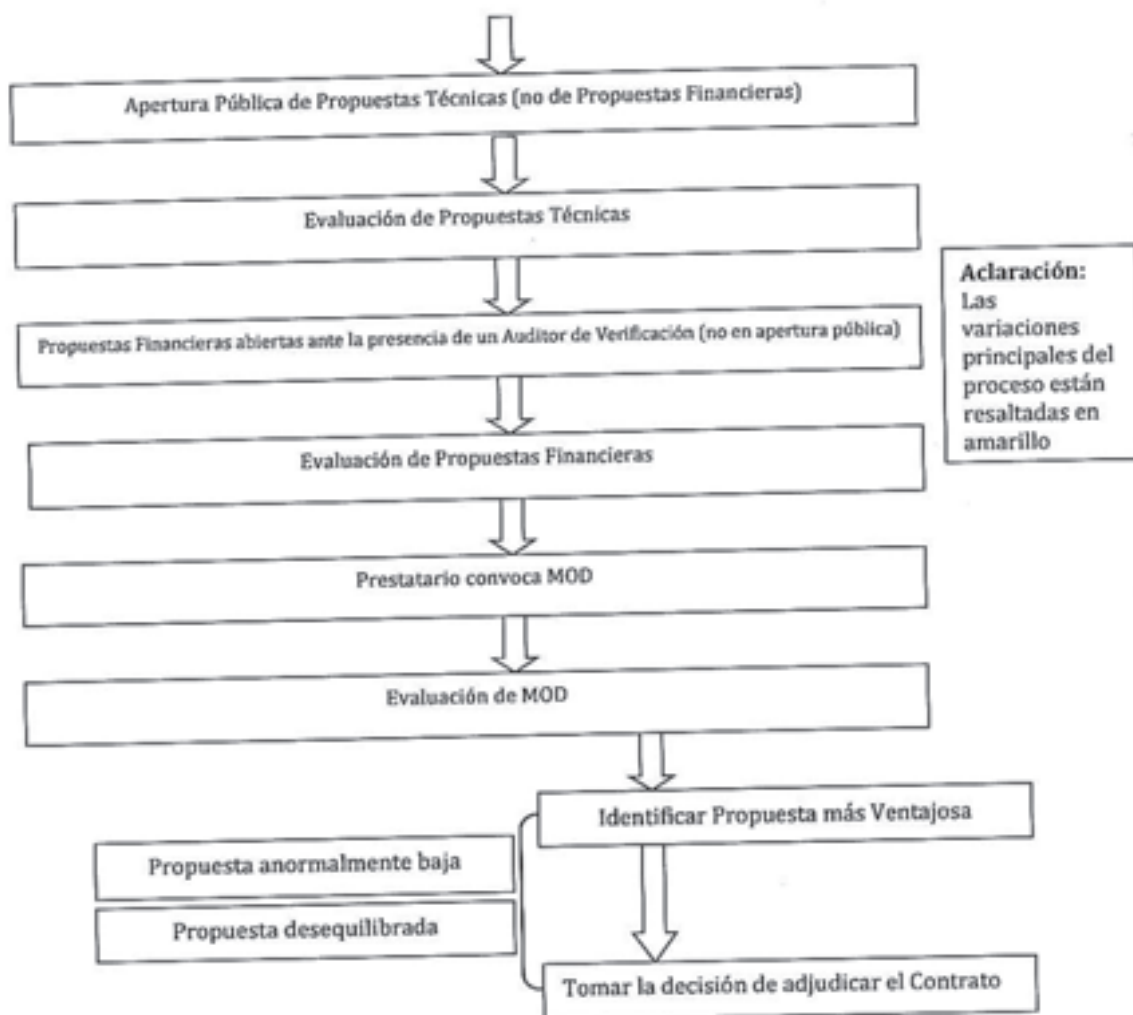 Apertura Pública de Propuestas Técnicas (no de Propuestas Financieras)
Evaluación de Propuestas Técnicas
Propuestas Financieras abiertas ante la presencia de un Auditor de Verificación (no en apertura pública)
Aclaración:
Las
variaciones
principales del
proceso están
resaltadas en
amarillo
Evaluación de Propuestas Financieras
Prestatario convoca MOD
Evaluación de MOD
Identificar Propuesta más Ventajosa
Propuesta anormalmente baja
Propuesta desequilibrada
Tomar la decisión de adjudicar el Contrato